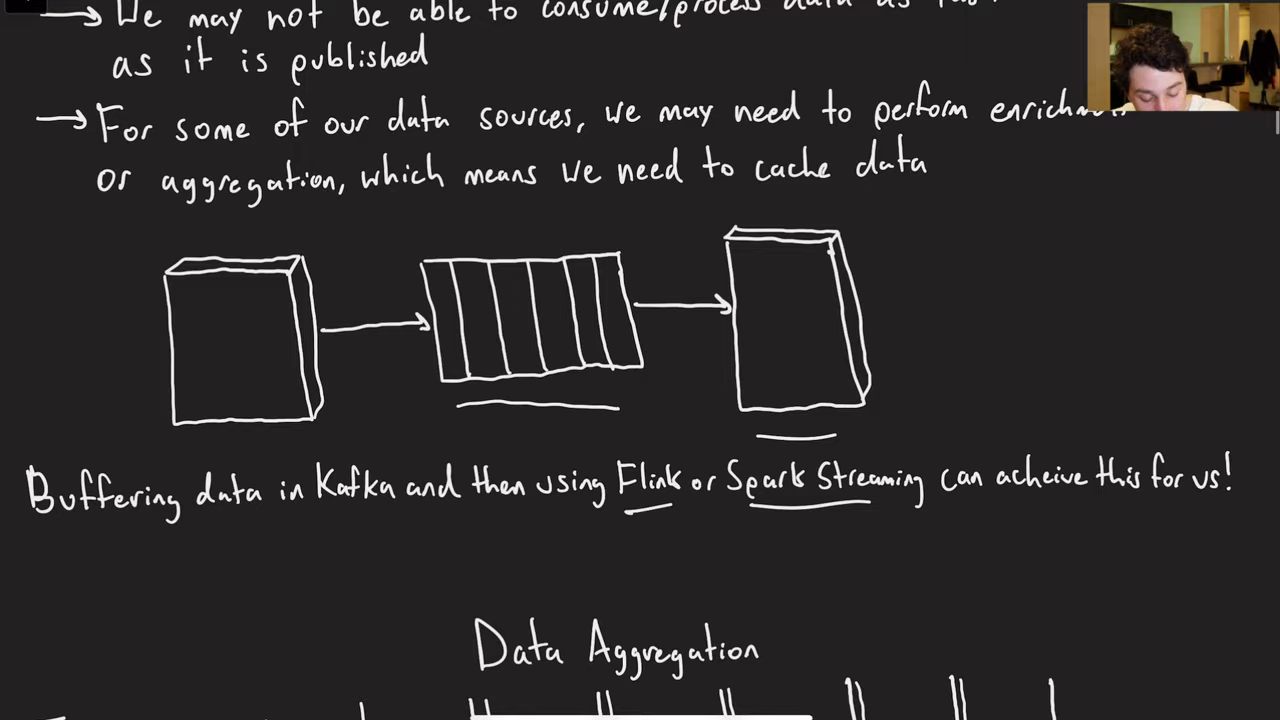 We may not be able to consume/process data as fast
as it is published
For some of our data sources, we may need to perform
or aggregation, which means we need to cache data
Buffering data in Kafka and then using Flink or Spark Streaming can acheive this for us!
Data Aggregation